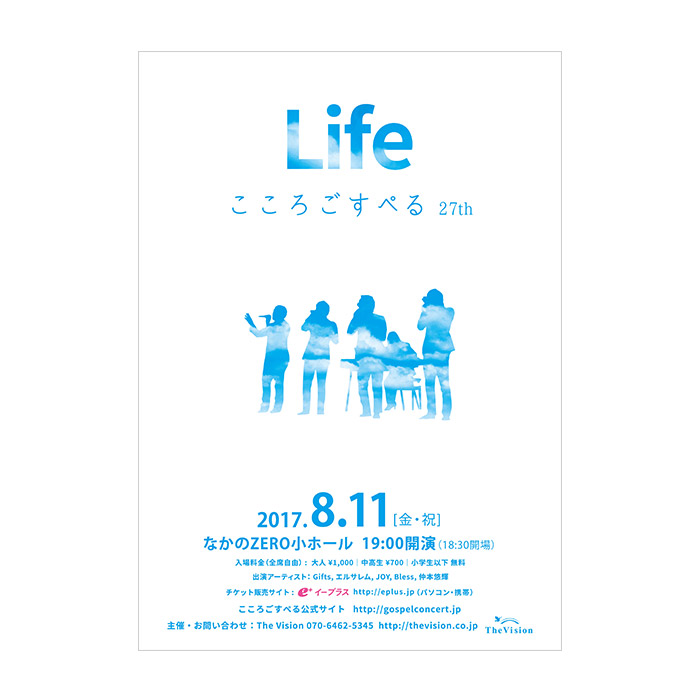 Life
こころごすぺる 27th
2017.8.11[金・祝]
なかのZERO小ホール 19:00開演(18:30開場)
入場料金(全席自由): 大人 ¥1,000|中高生 ¥700|小学生以下 無料
出演アーティスト: Gifts, エルサレム, JOY, Bless, 仲本悠輝
チケット販売サイト: e+ イープラス http://eplus.jp (パソコン・携帯)
こころごすぺる公式サイト http://gospelconcert.jp
主催・お問い合わせ: The Vision 070-6462-5345 http://thevision.co.jp
TheVision